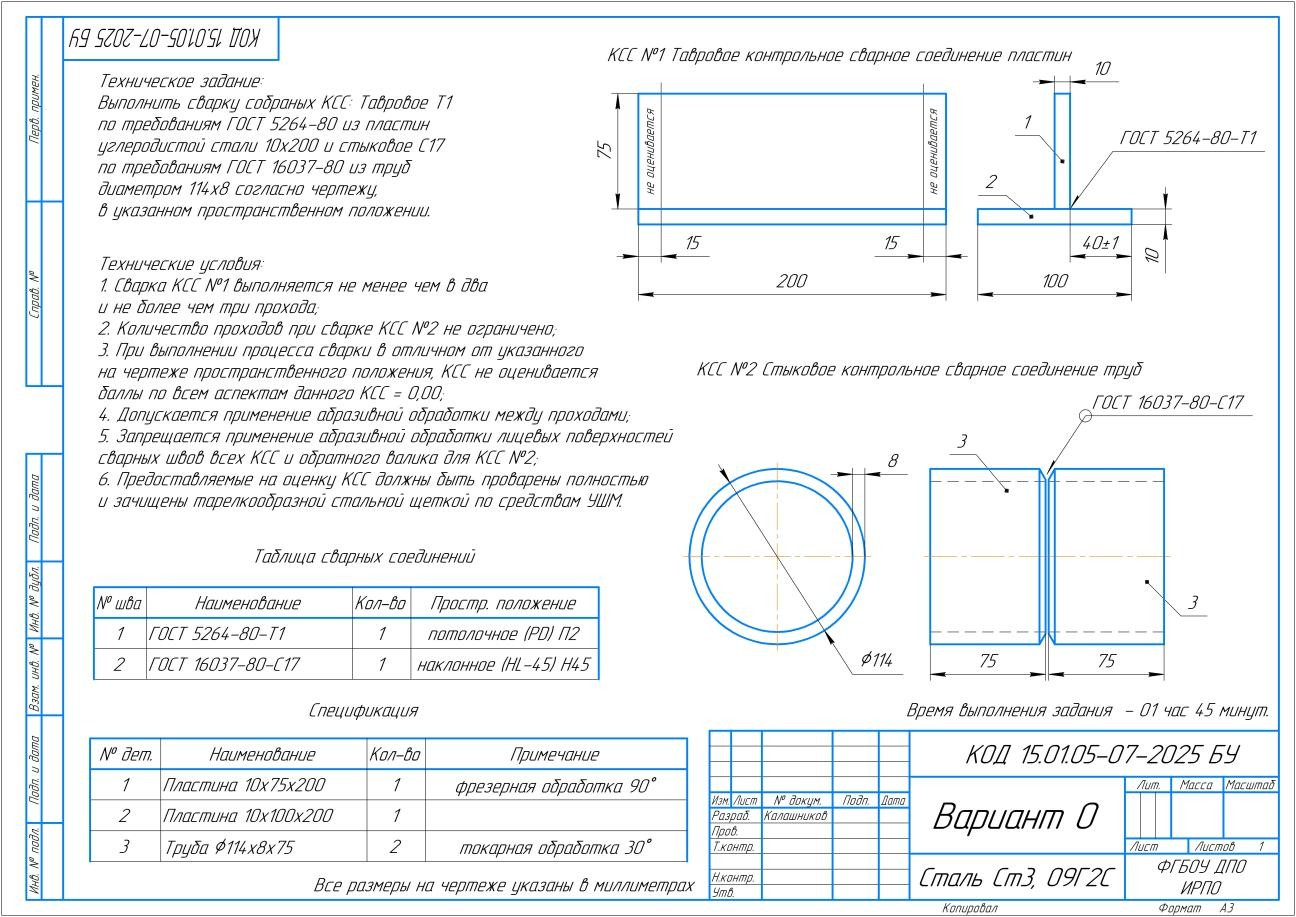 КОД 15.01.05-07-2025 БУ
Перв. примен.
Справ. №
Подп. и дата
Инв. № дубл.
Взам. инв. №
Подп. и дата
Инв. № подл.
Техническое задание:
Выполнить сварку собраных КСС: Тавровое Т1
по требованиям ГОСТ 5264-80 из пластин
углеродистой стали 10х200 и стыковое С17
по требованиям ГОСТ 16037-80 из труб
диаметром 114х8 согласно чертежу,
в указанном пространственном положении.
Технические условия:
1. Сварка КСС №1 выполняется не менее чем в два
и не более чем три прохода;
2. Количество проходов при сварке КСС №2 не ограничено;
3. При выполнении процесса сварки в отличном от указанного
на чертеже пространственного положения, КСС не оценивается
баллы по всем аспектам данного КСС = 0,00;
4. Допускается применение абразивной обработки между проходами;
5. Запрещается применение абразивной обработки лицевых поверхностей
сварных швов всех КСС и обратного валика для КСС №2;
6. Предоставляемые на оценку КСС должны быть проварены полностью
и зачищены тарелкообразной стальной щеткой по средствам УШМ.
КСС №1 Тавровое контрольное сварное соединение пластин
75
не оценивается
не оценивается
15
15
200
10
1
2
ГОСТ 5264-80-Т1
40±1
10
100
КСС №2 Стыковое контрольное сварное соединение труб
8
Ф114
ГОСТ 16037-80-С17
3
3
75
75
Таблица сварных соединений
№ шва Наименование Кол-во Простр. положение
1 ГОСТ 5264-80-Т1 1 потолочное (PD) П2
2 ГОСТ 16037-80-С17 1 наклонное (HL-45) Н45
Спецификация
№ дет. Наименование Кол-во Примечание
1 Пластина 10х75х200 1 фрезерная обработка 90°
2 Пластина 10х100х200 1
3 Труба Ф114х8х75 2 токарная обработка 30°
Все размеры на чертеже указаны в миллиметрах
Время выполнения задания - 01 час 45 минут.
КОД 15.01.05-07-2025 БУ
Изм. Лист № докум. Подп. Дата
Разраб. Калашников
Пров.
Т.контр.
Н.контр.
Утв.
Вариант 0
Лит. Масса Масштаб
Лист Листов 1
Сталь Ст3, 09Г2С
ФГБОУ ДПО
ИРПО
Копировал Формат А3